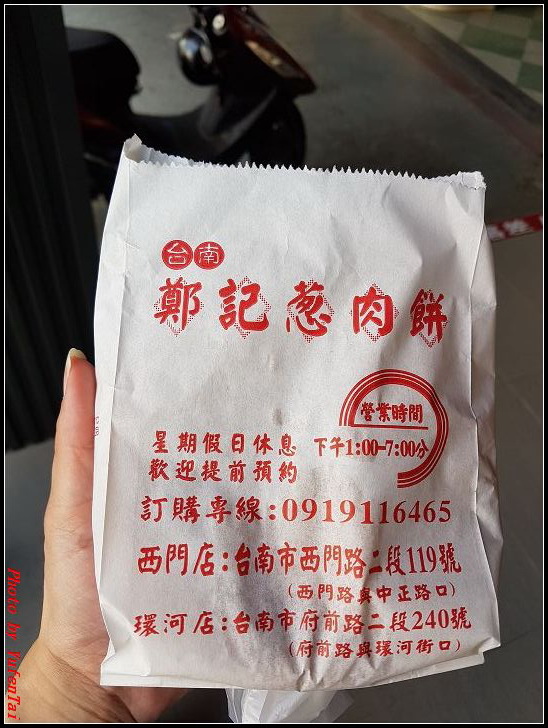 台南
鄭記蔥肉餅
營業時間
下午1:00-7:00分
星期假日休息
歡迎提前預約
訂購專線:0919116465
西門店:台南市西門路二段119號
(西門路與中正路口)
環河店:台南市府前路二段240號
(府前路與環河街口)
Photo by YufenTai